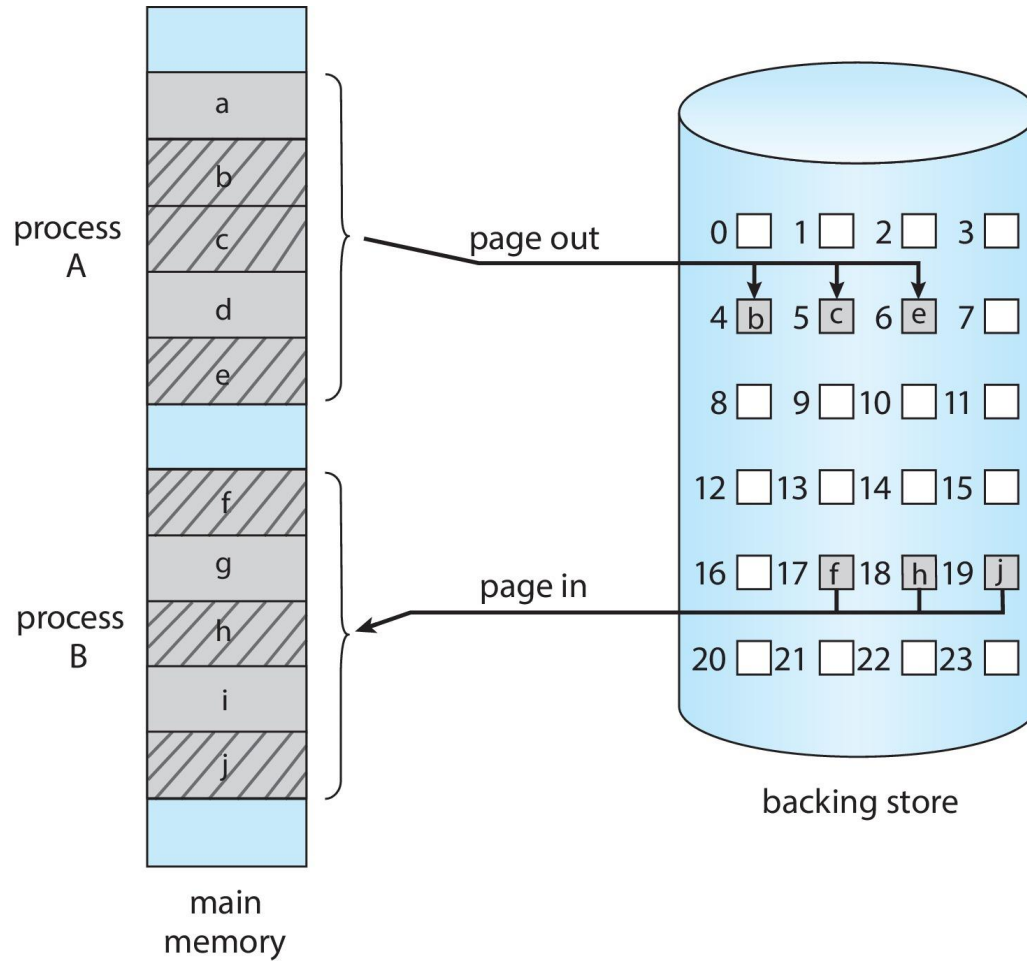 a
b
process
A
c
d
e
page out
0 1 2 3
4 b 5 c 6 e 7
8 9 10 11
12 13 14 15
16 17 f 18 h 19 j
20 21 22 23
f
g
page in
process
B
h
i
j
backing store
main
memory